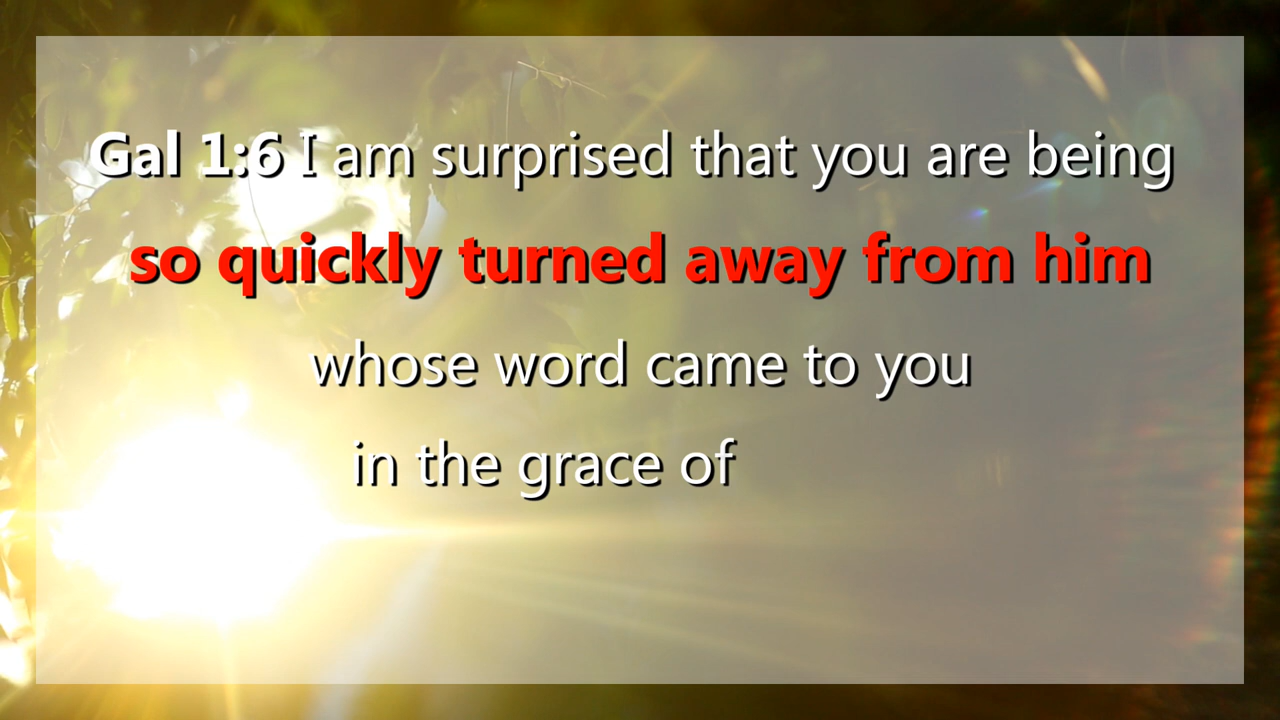 Gal 1:6 I am surprised that you are being
so quickly turned away from him
whose word came to you
in the grace of